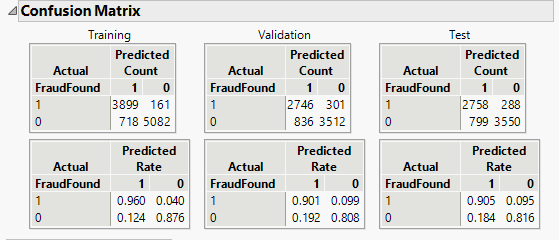 Confusion Matrix
Training Validation Test
Predicted Predicted Predicted
Actual Count Actual Count Actual Count
FraudFound 1 0 FraudFound 1 0 FraudFound 1 0
1 3899 161 1 2746 301 1 2758 288
0 718 5082 0 836 3512 0 799 3550
Predicted Predicted Predicted
Actual Rate Actual Rate Actual Rate
FraudFound 1 0 FraudFound 1 0 FraudFound 1 0
1 0.960 0.040 1 0.901 0.099 1 0.905 0.095
0 0.124 0.876 0 0.192 0.808 0 0.184 0.816